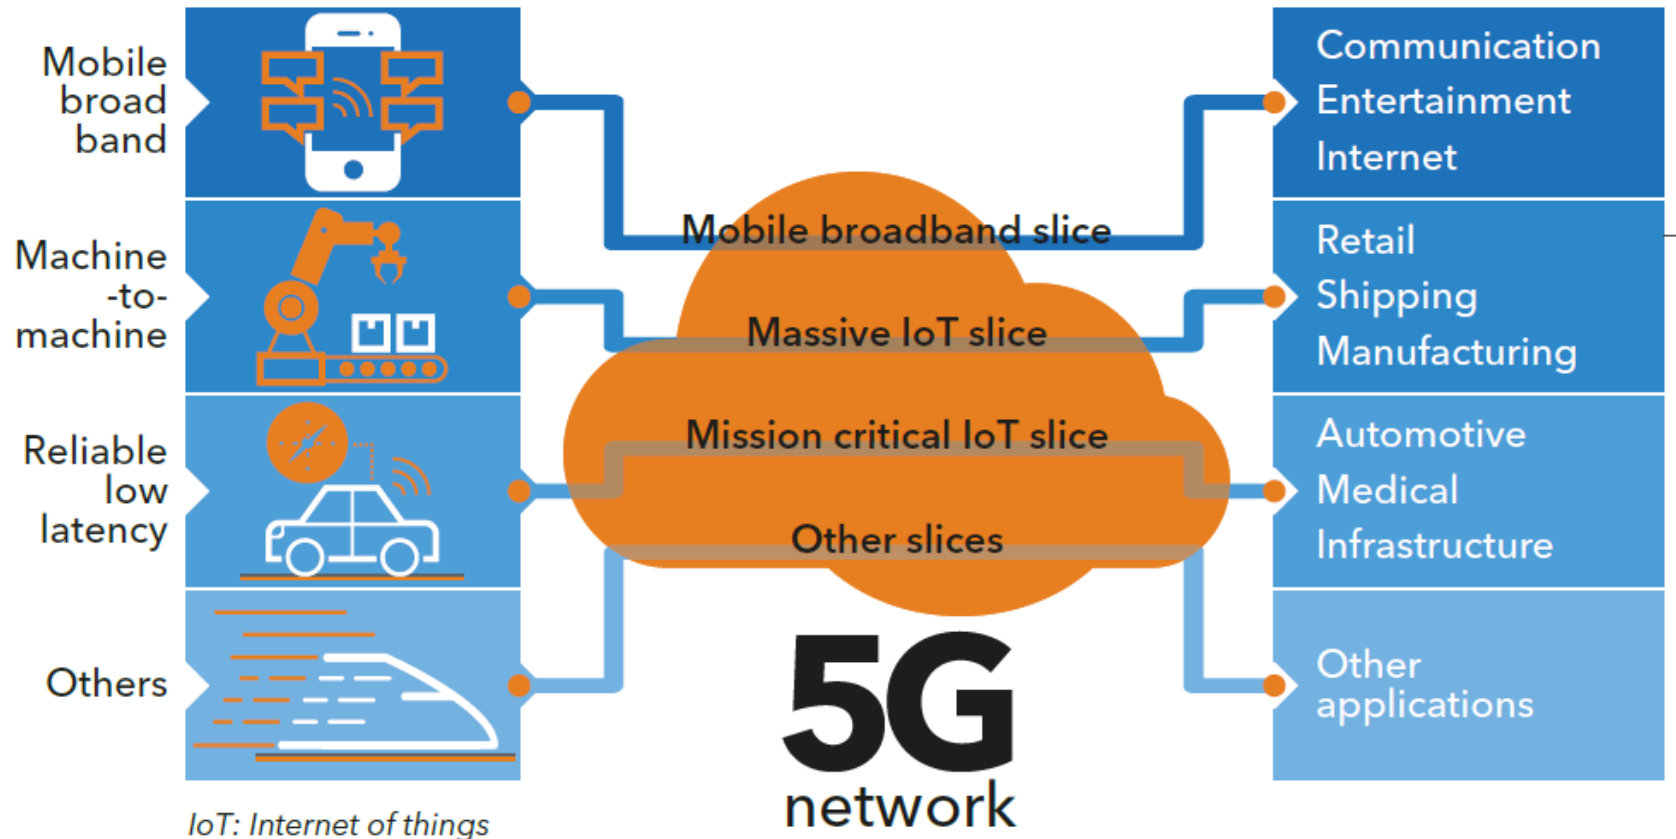 Mobile
broad
band
Machine
-to-
machine
Reliable
low
latency
Others
IoT: Internet of things
Mobile broadband slice
Massive IoT slice
Mission critical IoT slice
Other slices
5G
network
Communication
Entertainment
Internet
Retail
Shipping
Manufacturing
Automotive
Medical
Infrastructure
Other
applications